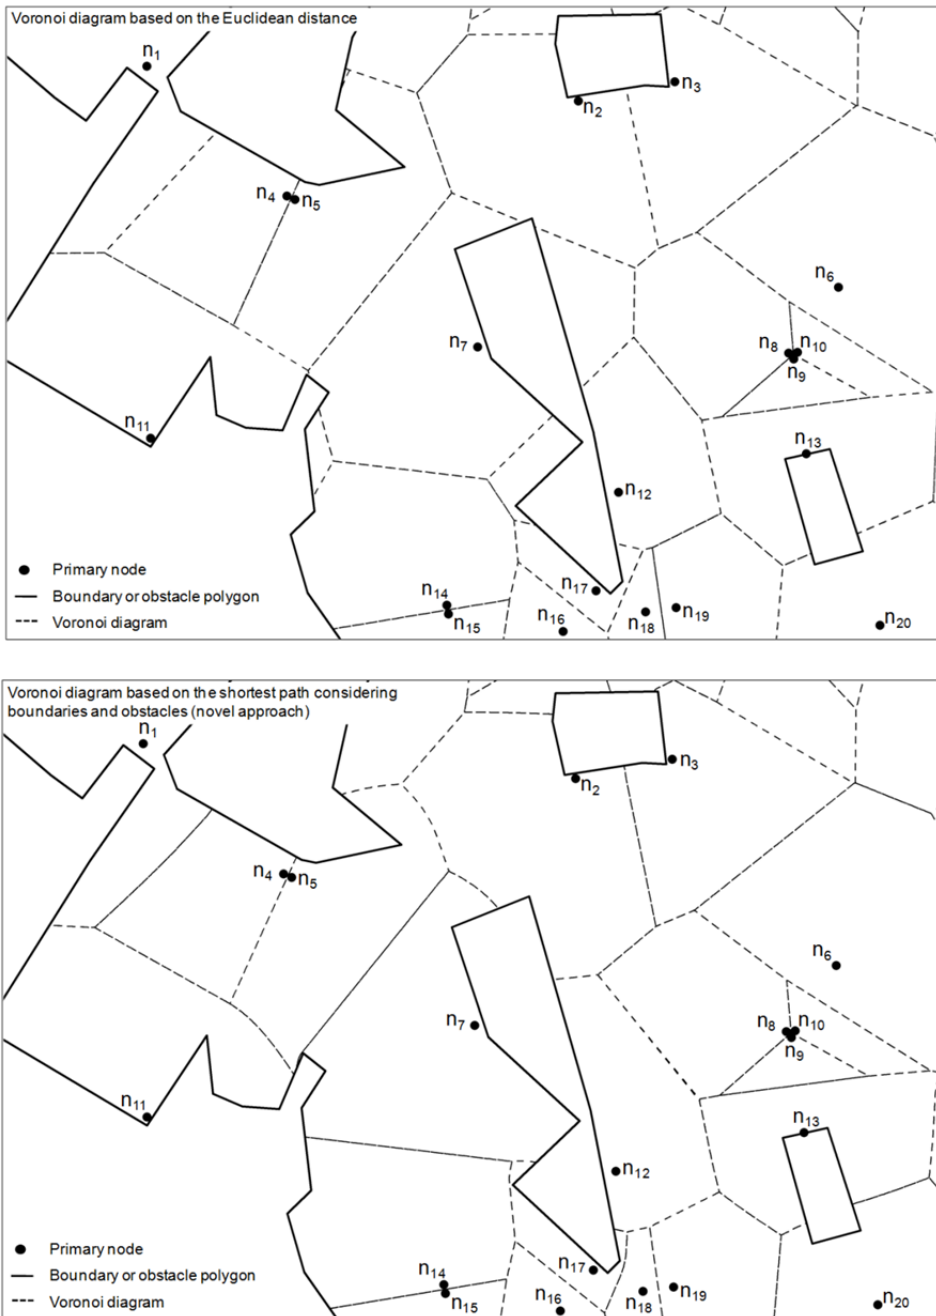 Voronoi diagram based on the Euclidean distance
n1
n3
n2
n4
n5
n6
n7
n8
n10
n9
n11
n13
n12
Primary node
n17
Boundary or obstacle polygon
n14
n19
Voronoi diagram
n15
n16
n18
n20
Voronoi diagram based on the shortest path considering
boundaries and obstacles (novel approach)
n1
n3
n2
n4
n5
n6
n7
n8
n10
n9
n11
n13
n12
Primary node
n17
Boundary or obstacle polygon
n14
n19
Voronoi diagram
n15
n16
n18
n20